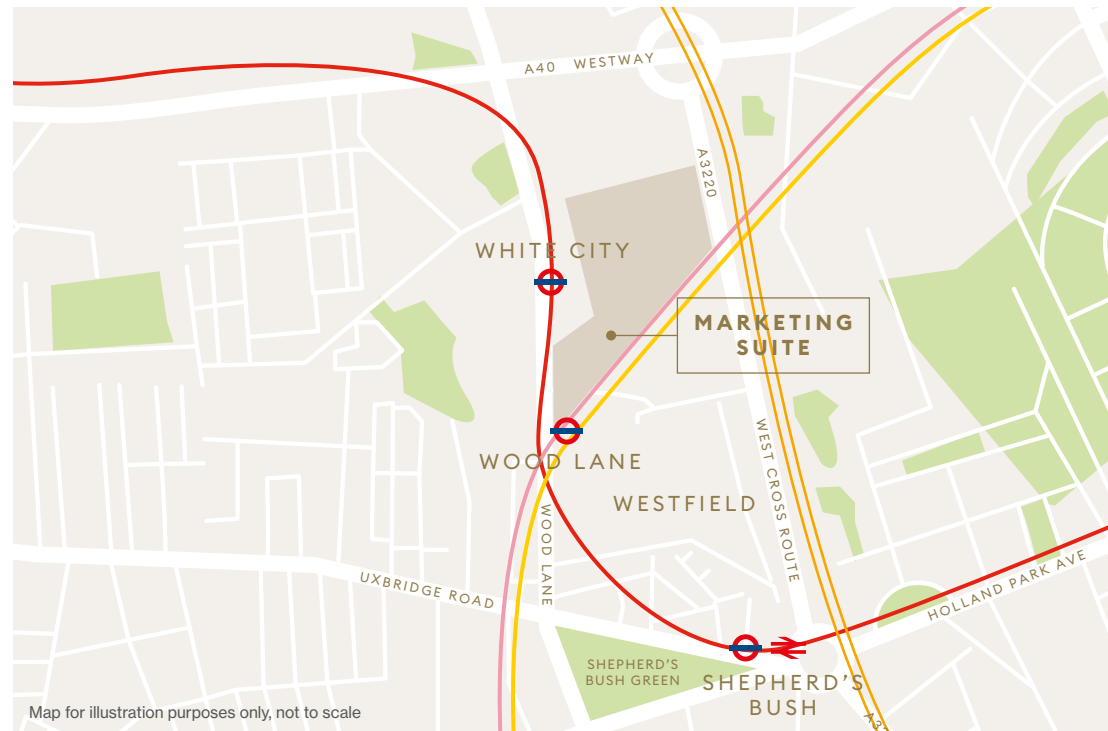 A40 WESTWAY
A3220
WHITE CITY
MARKETING
SUITE
WOOD LANE
WESTFIELD
WEST CROSS ROUTE
WOOD LANE
UXBRIDGE ROAD
HOLLAND PARK AVE
SHEPHERD'S
BUSH GREEN
SHEPHERD'S
BUSH
Map for illustration purposes only, not to scale